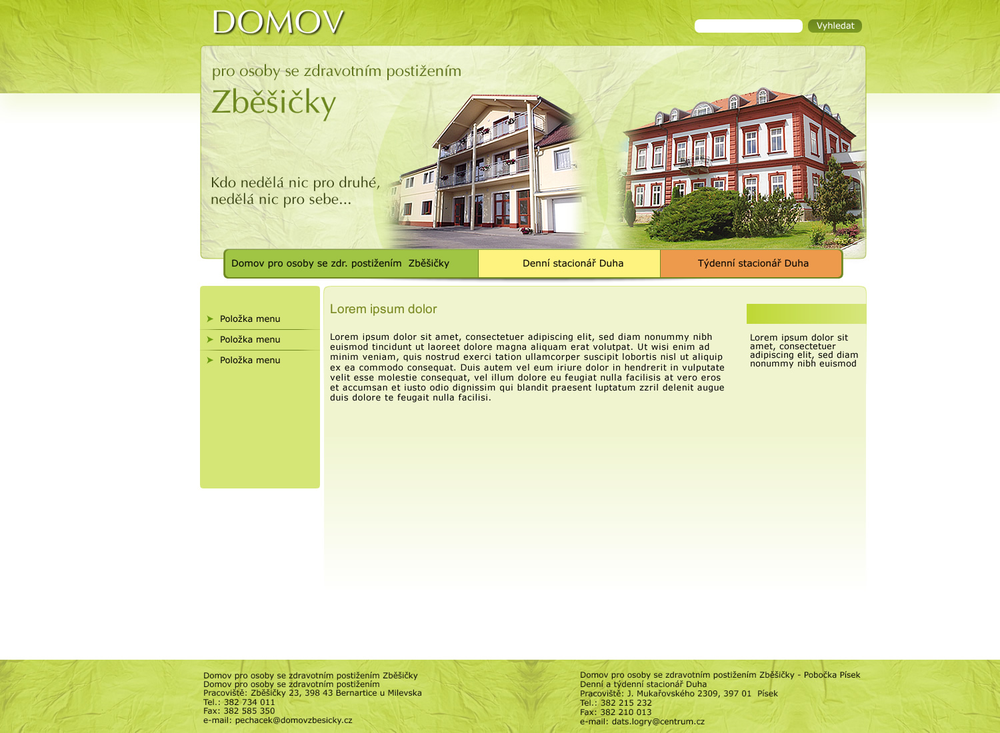 DOMOV
Vyhledat
pro osoby se zdravotním postižením
Zběšičky
Kdo nedělá nic pro druhé,
nedělá nic pro sebe...
Domov pro osoby se zdr. postižením  Zběšičky
Denní stacionář Duha
Týdenní stacionář Duha
Položka menu
Položka menu
Položka menu
Lorem ipsum dolor
Lorem ipsum dolor sit amet, consectetuer adipiscing elit, sed diam nonummy nibh
euismod tincidunt ut laoreet dolore magna aliquam erat volutpat. Ut wisi enim ad
minim veniam, quis nostrud exerci tation ullamcorper suscipit lobortis nisl ut aliquip
ex ea commodo consequat. Duis autem vel eum iriure dolor in hendrerit in vulputate
velit esse molestie consequat, vel illum dolore eu feugiat nulla facilisis at vero eros
et accumsan et iusto odio dignissim qui blandit praesent luptatum zzril delenit augue
duis dolore te feugait nulla facilisi.
Lorem ipsum dolor sit
amet, consectetuer
adipiscing elit, sed diam
nonummy nibh euismod
Domov pro osoby se zdravotním postižením Zběšičky
Domov pro osoby se zdravotním postižením
Pracoviště: Zběšičky 23, 398 43 Bernartice u Milevska
Tel.: 382 734 011
Fax: 382 585 350
e-mail: pechacek@domovzbesicky.cz
Domov pro osoby se zdravotním postižením Zběšičky - Pobočka Písek
Denní a týdenní stacionář Duha
Pracoviště: J. Mukařovského 2309, 397 01  Písek
Tel.: 382 215 232
Fax: 382 210 013
e-mail: dats.logry@centrum.cz